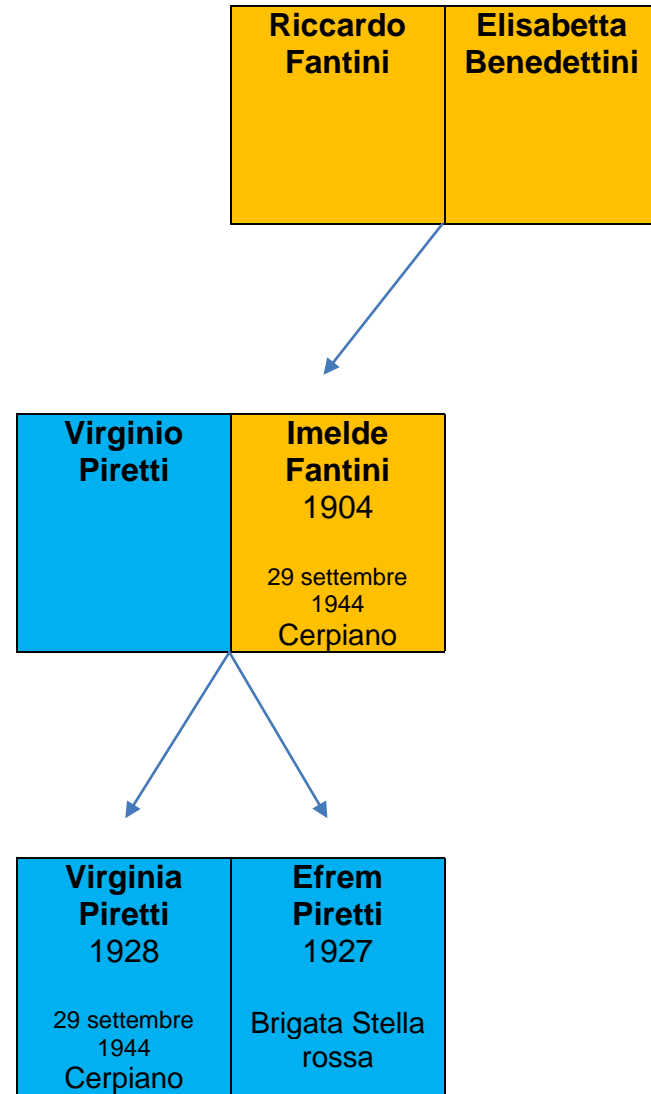 Riccardo
Fantini
Elisabetta
Benedettini
Virginio
Piretti
Imelde
Fantini
1904
29 settembre
1944
Cerpiano
Virginia
Piretti
1928
29 settembre
1944
Cerpiano
Efrem
Piretti
1927
Brigata Stella
rossa